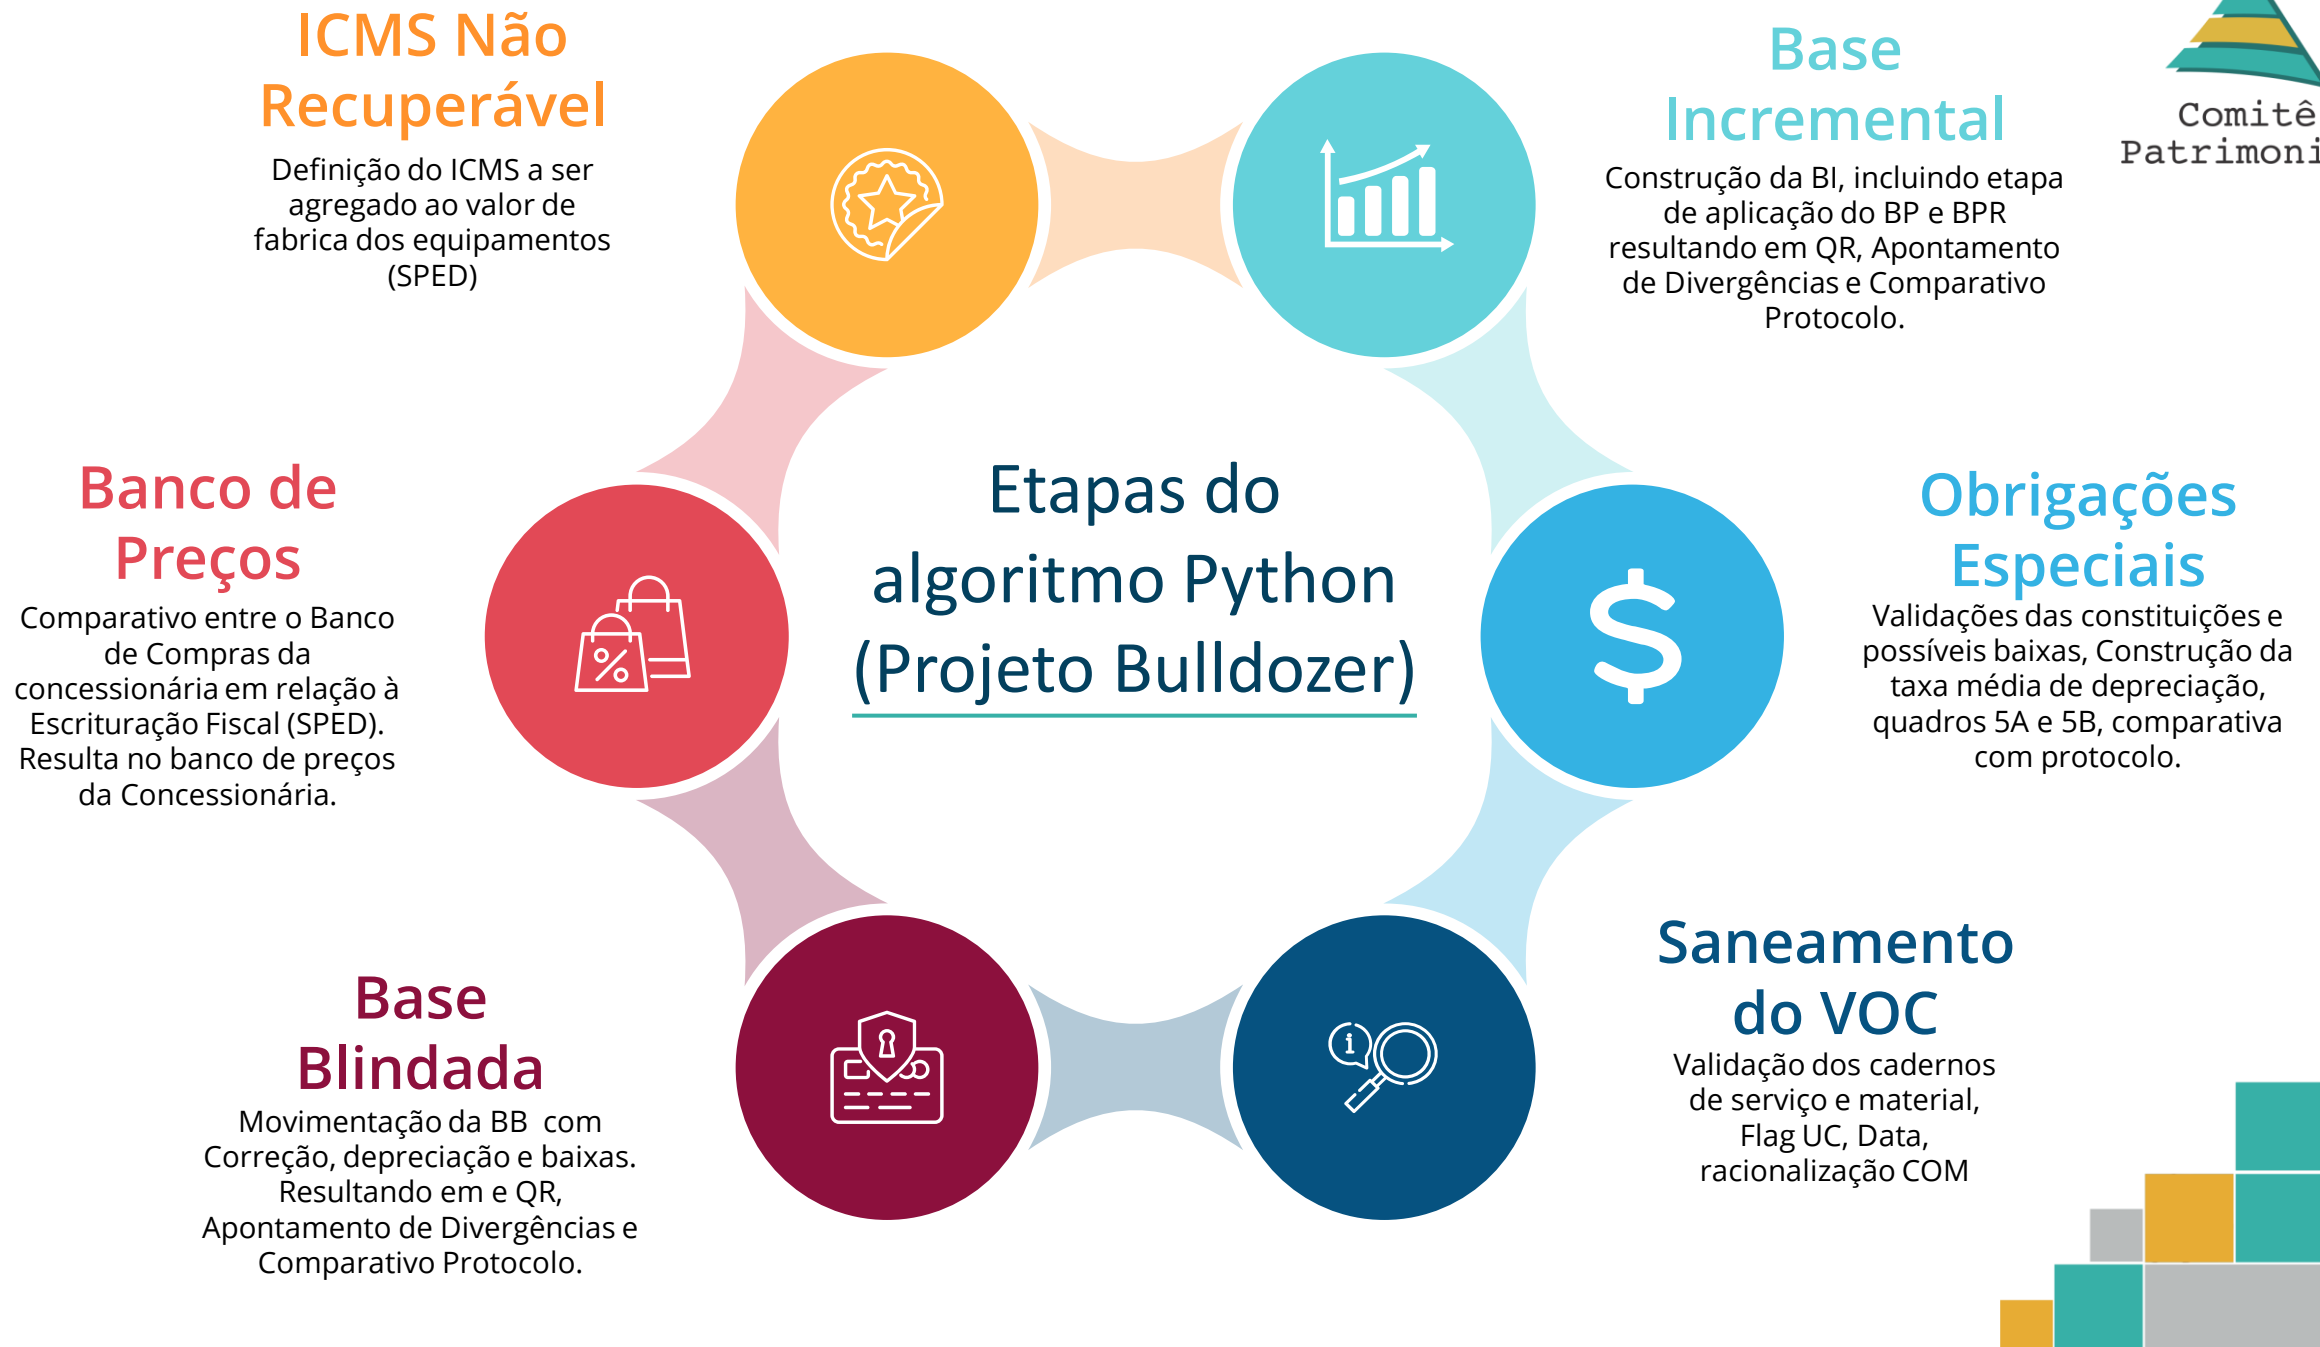 ICMS Não
Recuperável
Definição do ICMS a ser
agregado ao valor de
fabrica dos equipamentos
(SPED)
Base
Incremental
Construção da BI, incluindo etapa
de aplicação do BP e BPR
resultando em QR, Apontamento
de Divergências e Comparativo
Protocolo.
Comitê
Banco de
Preços
Comparativo entre o Banco
de Compras da
concessionária em relação à
Escrituração Fiscal (SPED).
Resulta no banco de preços
da Concessionária.
Etapas do
algoritmo Python
(Projeto Bulldozer)
Obrigações
Especiais
Validações das constituições e
possíveis baixas, Construção da
taxa média de depreciação,
quadros 5A e 5B, comparativa
com protocolo.
Base
Blindada
Movimentação da BB com
Correção, depreciação e baixas.
Resultando em e QR,
Apontamento de Divergências e
Comparativo Protocolo.
Saneamento
do VOC
Validação dos cadernos
de serviço e material,
Flag UC, Data,
racionalização COM